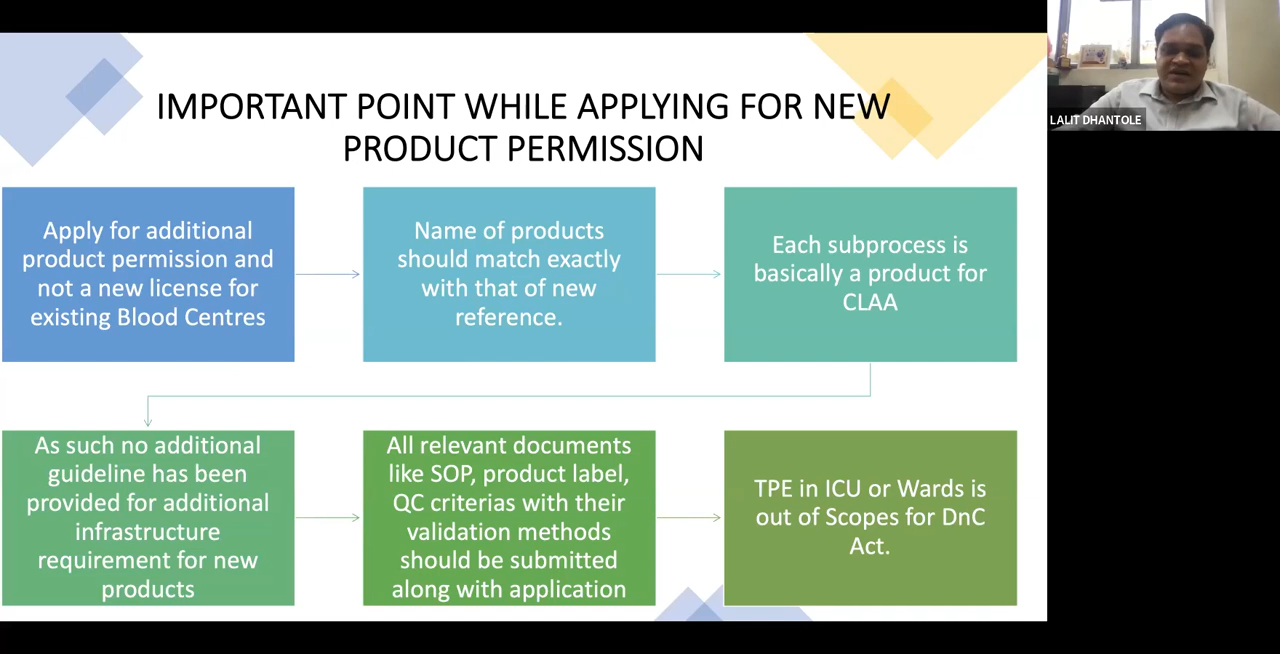 IMPORTANT POINT WHILE APPLYING FOR NEW
PRODUCT PERMISSION
LALIT DHANTOLE
Apply for additional
product permission and
not a new license for
existing Blood Centres
Name of products
should match exactly
with that of new
reference.
Each subprocess is
basically a product for
CLAA
As such no additional
guideline has been
provided for additional
infrastructure
requirement for new
products
All relevant documents
like SOP, product label,
QC criterias with their
validation methods
should be submitted
along with application
TPE in ICU or Wards is
out of Scopes for DnC
Act.